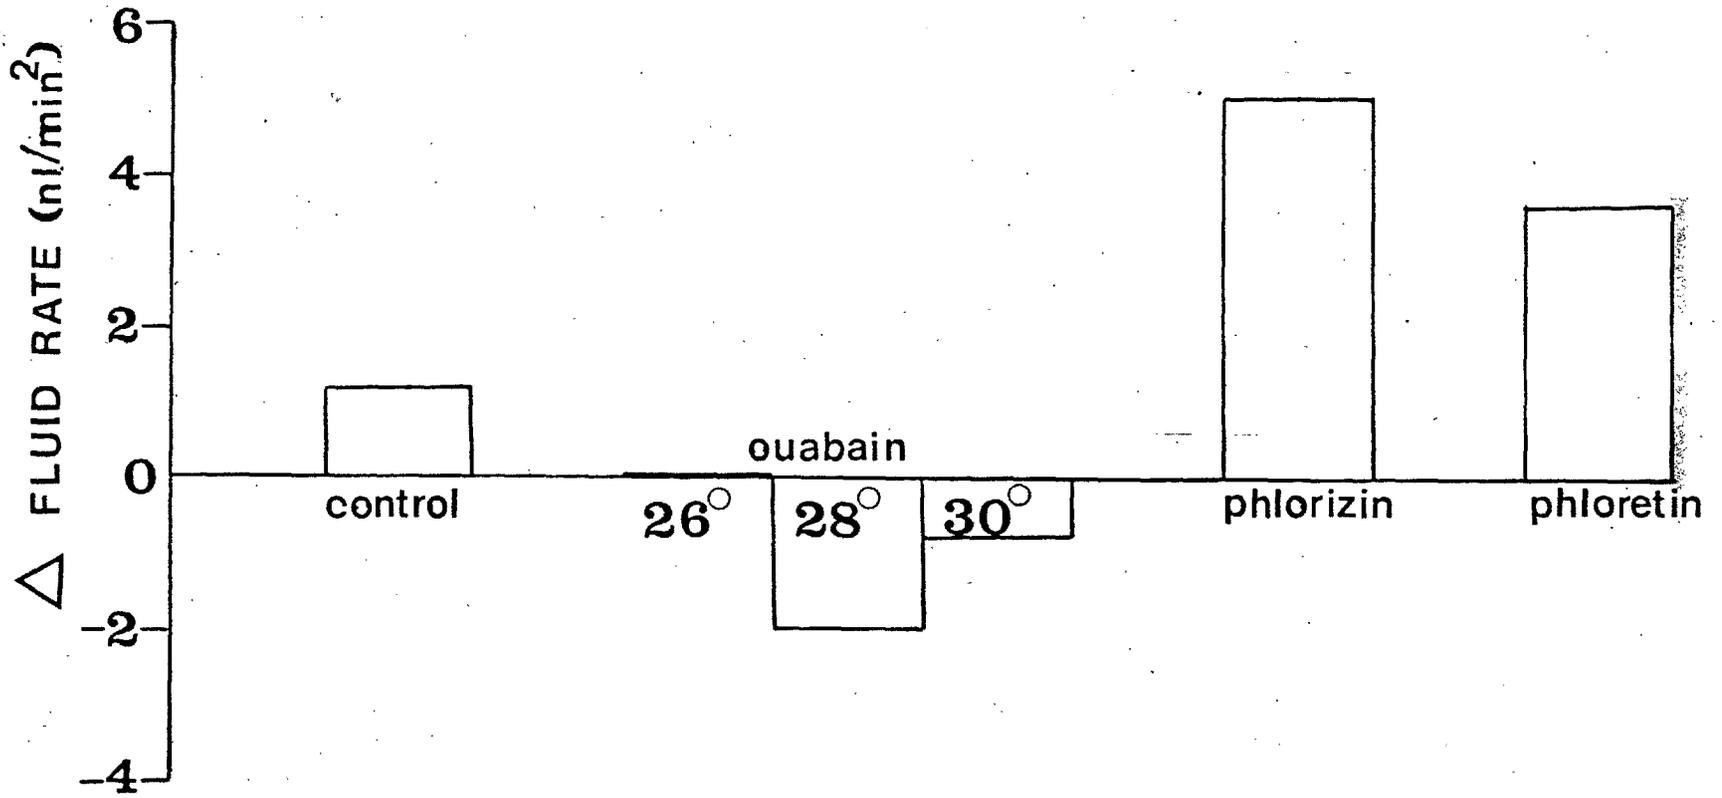 Δ FLUID RATE (nl/min²)
6
4
2
0
-2
-4
control
ouabain
26° 28° 30°
phlorizin
phloretin